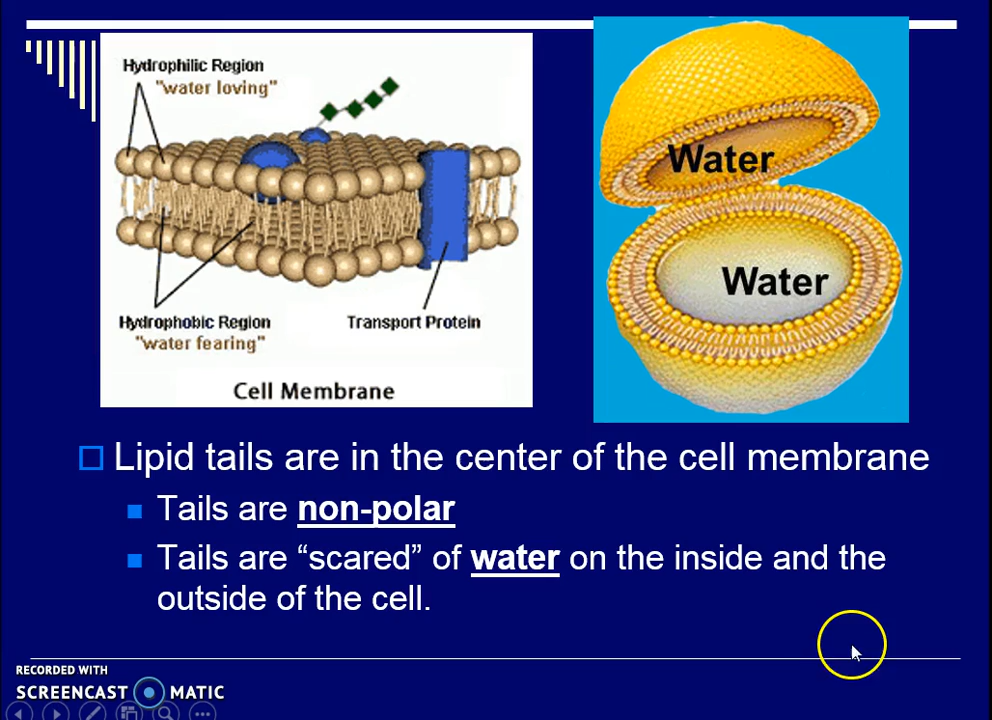 Hydrophilic Region
"water loving"
Hydrophobic Region
"water fearing"
Transport Protein
Cell Membrane
Water
Water
Lipid tails are in the center of the cell membrane
Tails are non-polar
Tails are “scared” of water on the inside and the
outside of the cell.
RECORDED WITH
SCREENCAST MATIC